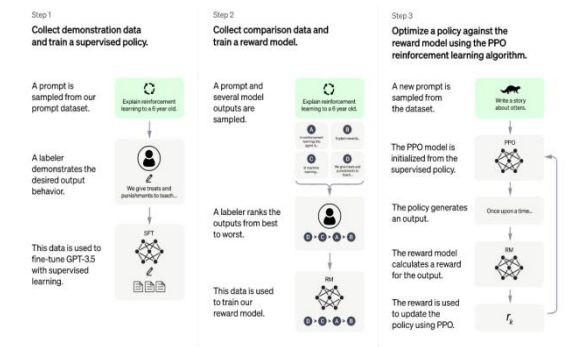 Step 1
Collect demonstration data
and train a supervised policy.
A prompt is
sampled from our
prompt dataset.
Explain reinforcement
learning to a 6 year old.
A labeler
demonstrates the
desired output
behavior.
We give treats and
punishments to teach...
This data is used to
fine-tune GPT-3.5
with supervised
learning.
SFT
Step 2
Collect comparison data and
train a reward model.
A prompt and
several model
outputs are
sampled.
Explain reinforcement
learning to a 6 year old.
A
B
C
D
A labeler ranks the
outputs from best
to worst.
D > C > A > B
This data is used
to train our
reward model.
RM
D > C > A > B
Step 3
Optimize a policy against the
reward model using the PPO
reinforcement learning algorithm.
A new prompt is
sampled from
the dataset.
Write a story
about otters.
The PPO model is
initialized from the
supervised policy.
PPO
The policy generates
an output.
Once upon a time...
The reward model
calculates a reward
for the output.
RM
The reward is used
to update the
policy using PPO.
rk